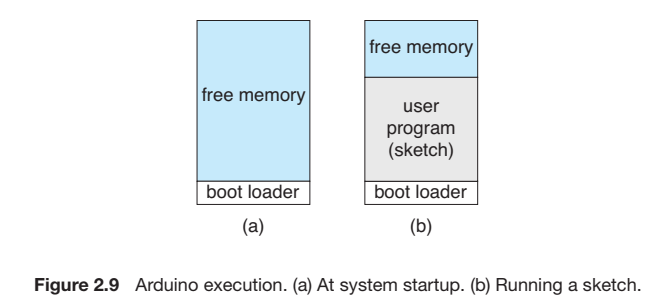 free memory
boot loader
(a)
free memory
user
program
(sketch)
boot loader
(b)
Figure 2.9 Arduino execution. (a) At system startup. (b) Running a sketch.